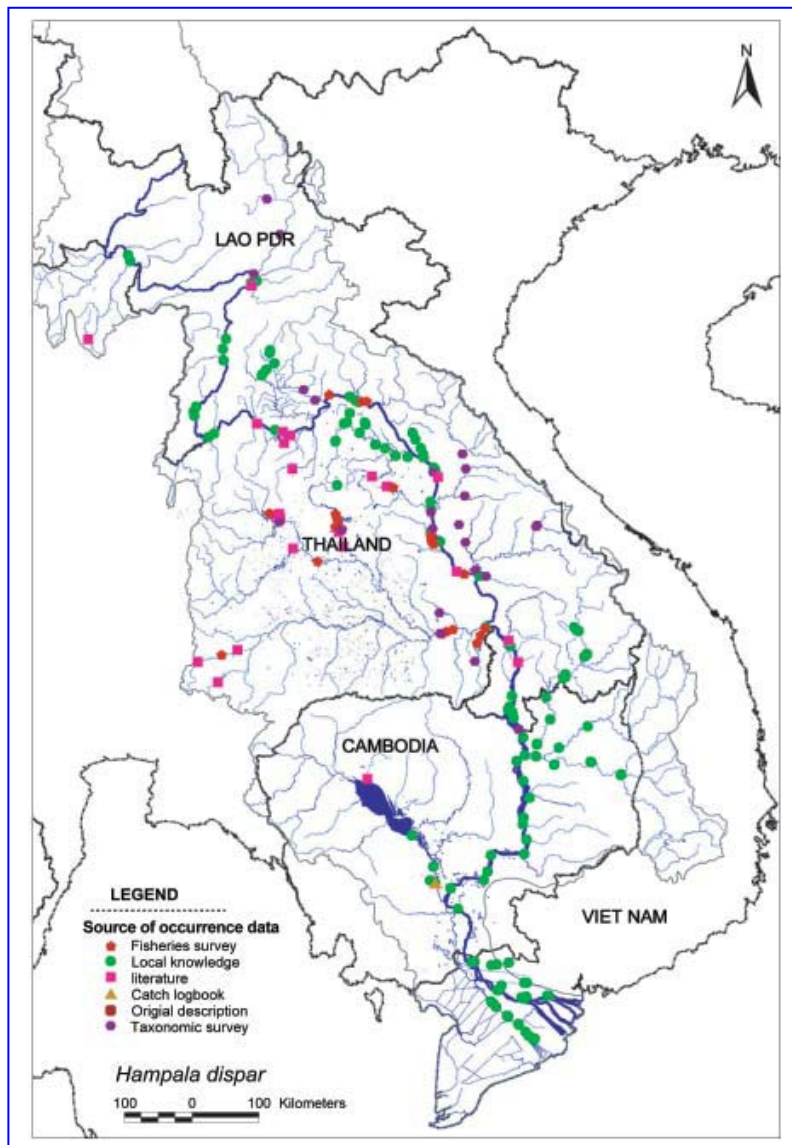 N
LAO PDR
THAILAND
CAMBODIA
VIET NAM
LEGEND
Source of occurrence data
Fisheries survey
Local knowledge
literature
Catch logbook
Origial description
Taxonomic survey
Hampala dispar
100 0 100 Kilometers